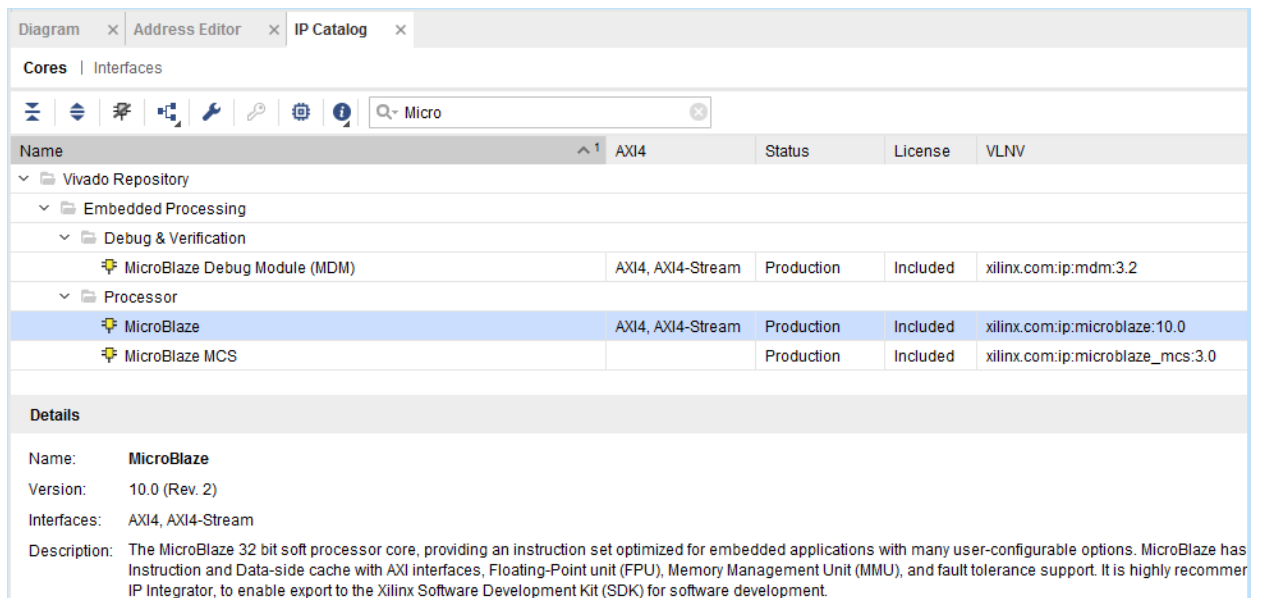 Diagram Address Editor IP Catalog
Cores | Interfaces
Micro
Name 1 AXI4 Status License VLNV
Vivado Repository
Embedded Processing
Debug & Verification
MicroBlaze Debug Module (MDM) AXI4, AXI4-Stream Production Included xilinx.com:ip:mdm:3.2
Processor
MicroBlaze AXI4, AXI4-Stream Production Included xilinx.com:ip:microblaze:10.0
MicroBlaze MCS Production Included xilinx.com:ip:microblaze_mcs:3.0
Details
Name: MicroBlaze
Version: 10.0 (Rev. 2)
Interfaces: AXI4, AXI4-Stream
Description: The MicroBlaze 32 bit soft processor core, providing an instruction set optimized for embedded applications with many user-configurable options. MicroBlaze has
Instruction and Data-side cache with AXI interfaces, Floating-Point unit (FPU), Memory Management Unit (MMU), and fault tolerance support. It is highly recommer
IP Integrator, to enable export to the Xilinx Software Development Kit (SDK) for software development.